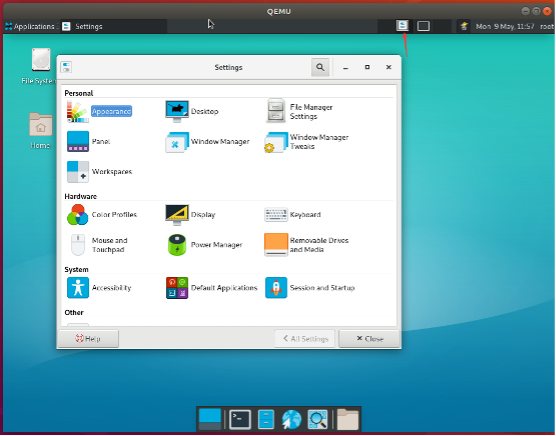 QEMU
Applications
Settings
Mon 9 May, 11:57
root
File System
Home
Settings
Personal
Appearance
Desktop
File Manager
Settings
Panel
Window Manager
Window Manager
Tweaks
Workspaces
Hardware
Color Profiles
Display
Keyboard
Mouse and
Touchpad
Power Manager
Removable Drives
and Media
System
Accessibility
Default Applications
Session and Startup
Other
Help
All Settings
Close